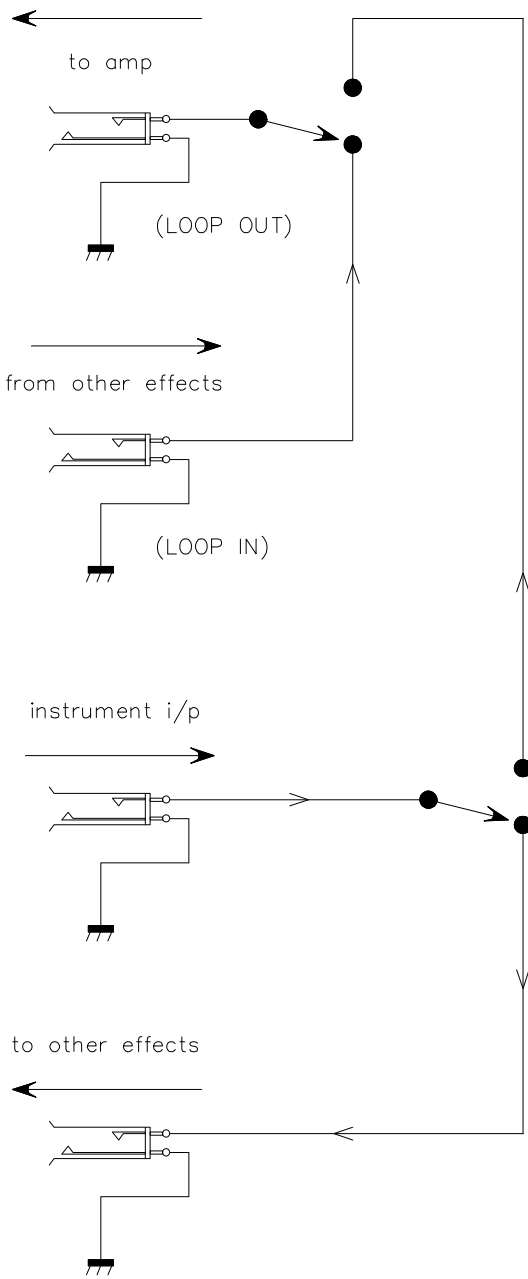 to amp
(LOOP OUT)
from other effects
(LOOP IN)
instrument i/p
to other effects